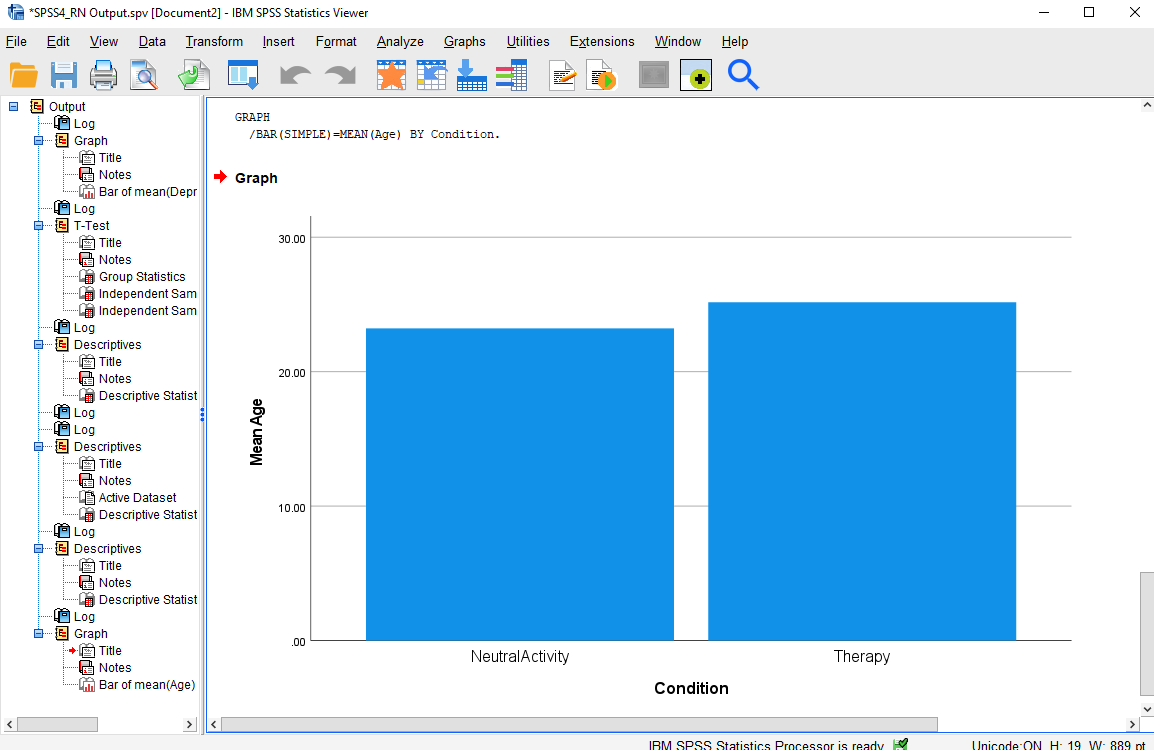 *SPSS4_RN Output.spv [Document2] - IBM SPSS Statistics Viewer
File Edit View Data Transform Insert Format Analyze Graphs Utilities Extensions Window Help
Output
Log
Graph
Title
Notes
Bar of mean(Depr
Log
T-Test
Title
Notes
Group Statistics
Independent Sam
Independent Sam
Log
Descriptives
Title
Notes
Descriptive Statist
Log
Log
Descriptives
Title
Notes
Active Dataset
Descriptive Statist
Log
Descriptives
Title
Notes
Descriptive Statist
Log
Graph
Title
Notes
Bar of mean(Age)
GRAPH
/BAR(SIMPLE)=MEAN(Age) BY Condition.
Graph
30.00
20.00
10.00
.00
Mean Age
NeutralActivity Therapy
Condition
IBM SPSS Statistics Processor is ready Unicode:ON H: 19 W: 889 pt